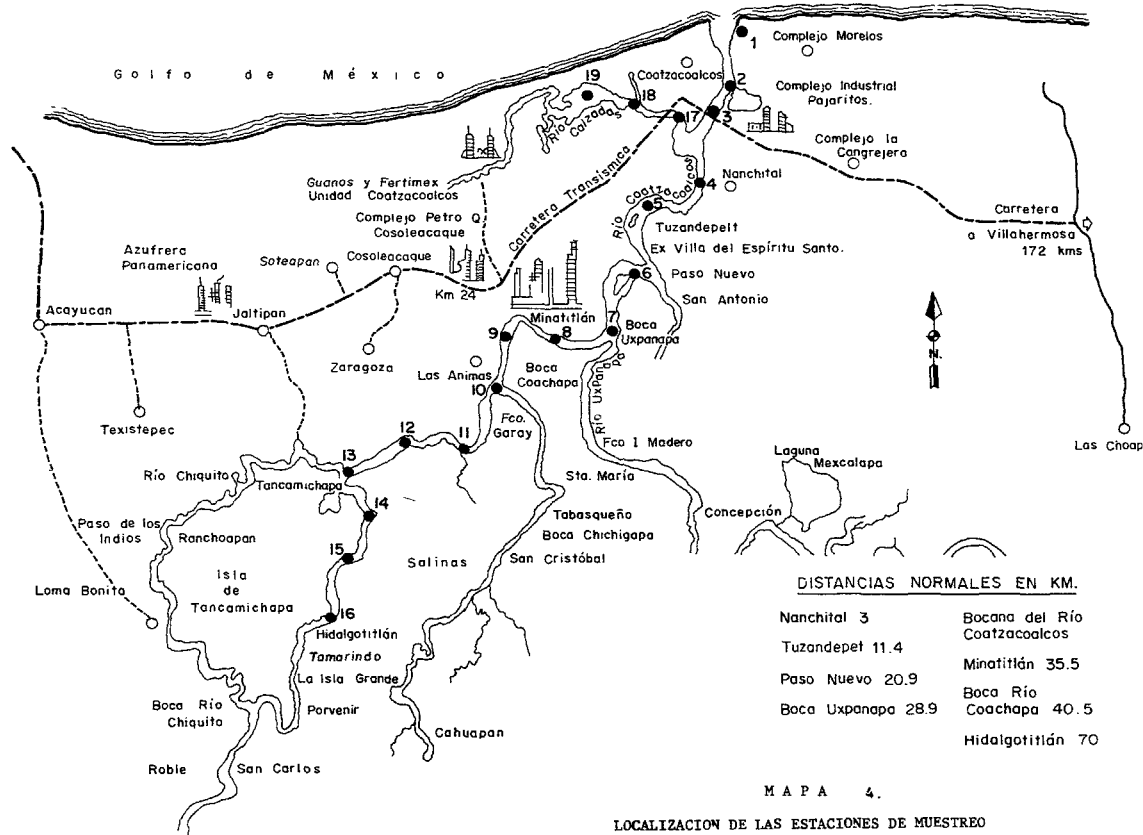 Golfo de México
1
Complejo Morelos
Coatzacoalcos
2
Complejo Industrial
Pajaritos.
19
18
17
3
Río
Calzadas
Complejo la
Cangrejera
Guanos y Fertimex
Unidad Coatzacoalcos
Carretera Transísmica
Río Coatzacoalcos
4
Nanchital
5
Complejo Petro Q.
Cosoleacaque
Tuzandepelt
Carretera
a Villahermosa
172 kms
Ex Villa del Espíritu Santo.
Azufrera
Panamericana
Soteapan
Cosoleacaque
Km 24
6
Paso Nuevo
San Antonio
Acayucan
Jaltipan
Minatitlán
7
Boca
Uxpanapa
9
8
N.
Zaragoza
Las Animas
Boca
Coachapa
10
Río Uxpanapa
Texistepec
Fco.
Garay
11
12
Fco I Madero
Las Choap
13
Río Chiquito
Tancamichapa
Sta. María
Laguna
Mexcalapa
14
Tabasqueño
Concepción
Paso de los
Indios
Ranchoapan
Boca Chichigapa
15
Salinas
San Cristóbal
Isla
de
Tancamichapa
Loma Bonita
16
Hidalgotitlán
Tamarindo
La Isla Grande
Boca Río
Chiquito
Porvenir
Cahuapan
Roble
San Carlos
DISTANCIAS NORMALES EN KM.
Nanchital 3
Tuzandepet 11.4
Paso Nuevo 20.9
Boca Uxpanapa 28.9
Bocana del Río
Coatzacoalcos
Minatitlán 35.5
Boca Río
Coachapa 40.5
Hidalgotitlán 70
MAPA 4.
LOCALIZACION DE LAS ESTACIONES DE MUESTREO